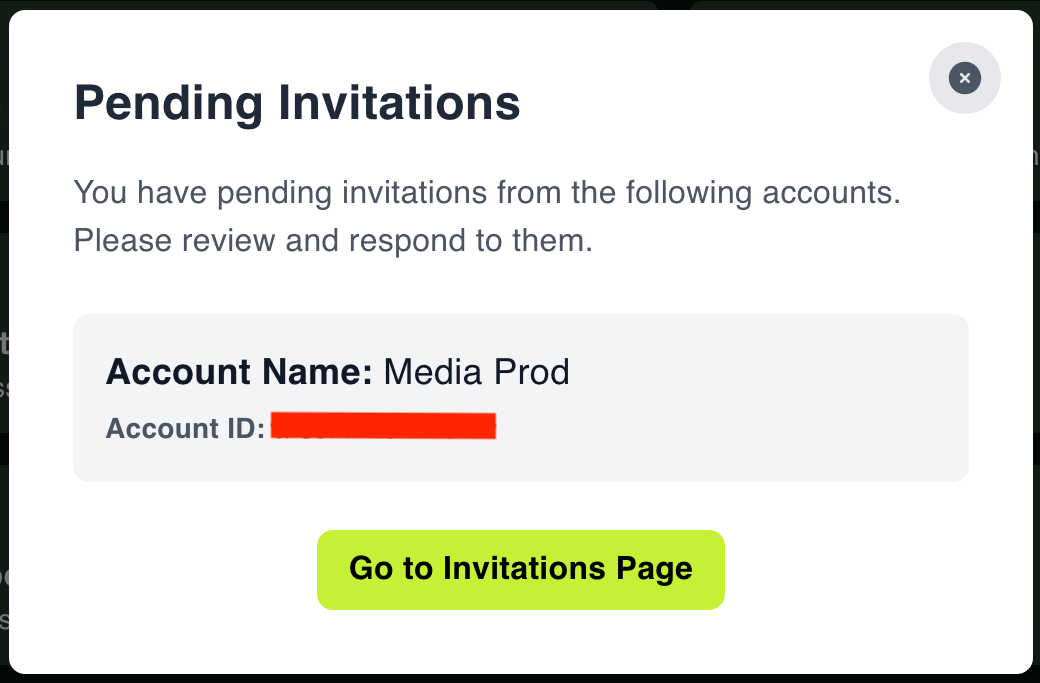 Pending Invitations
You have pending invitations from the following accounts.
Please review and respond to them.
Account Name: Media Prod
Account ID:
Go to Invitations Page